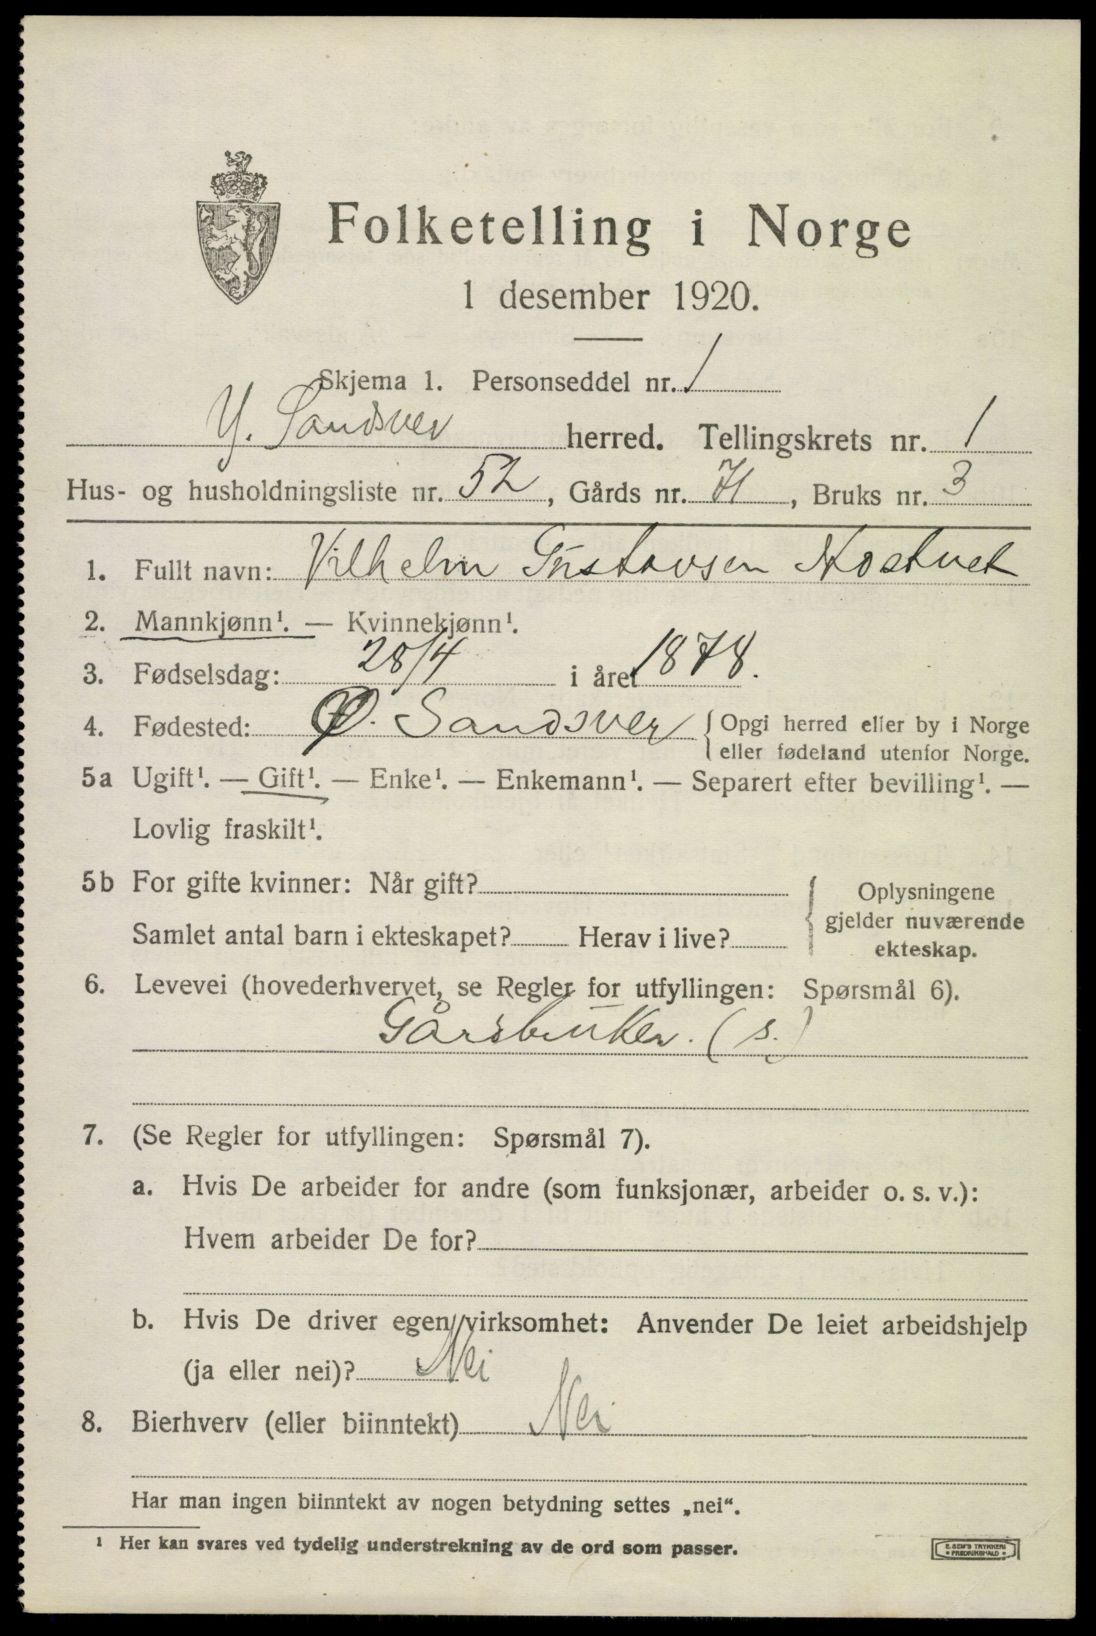 Folketelling i Norge
1 desember 1920.
Skjema 1. Personseddel nr. 1
Y. Sandsver herred. Tellingskrets nr. 1
Hus- og husholdningsliste nr. 52, Gårds nr. 71, Bruks nr. 3
1. Fullt navn: Vilhelm Gustavsen Nostvet
2. Mannkjønn¹. — Kvinnekjønn¹.
3. Fødselsdag: 28/4 i året 1878.
4. Fødested: Ø. Sandsver { Opgi herred eller by i Norge
eller fødeland utenfor Norge.
5a Ugift¹. — Gift¹. — Enke¹. — Enkemann¹. — Separert efter bevilling¹. —
Lovlig fraskilt¹.
5b For gifte kvinner: Når gift?
Samlet antal barn i ekteskapet? Herav i live?
{ Oplysningene
gjelder nuværende
ekteskap.
6. Levevei (hovederhvervet, se Regler for utfyllingen: Spørsmål 6).
Gårsbruker. (s.)
7. (Se Regler for utfyllingen: Spørsmål 7).
a. Hvis De arbeider for andre (som funksjonær, arbeider o. s. v.):
Hvem arbeider De for?
b. Hvis De driver egen virksomhet: Anvender De leiet arbeidshjelp
(ja eller nei)? Nei
8. Bierhverv (eller biinntekt) Nei
Har man ingen biinntekt av nogen betydning settes „nei“.
¹ Her kan svares ved tydelig understrekning av de ord som passer.
E. SEM'S TRYKKERI
• FREDRIKSHALD •